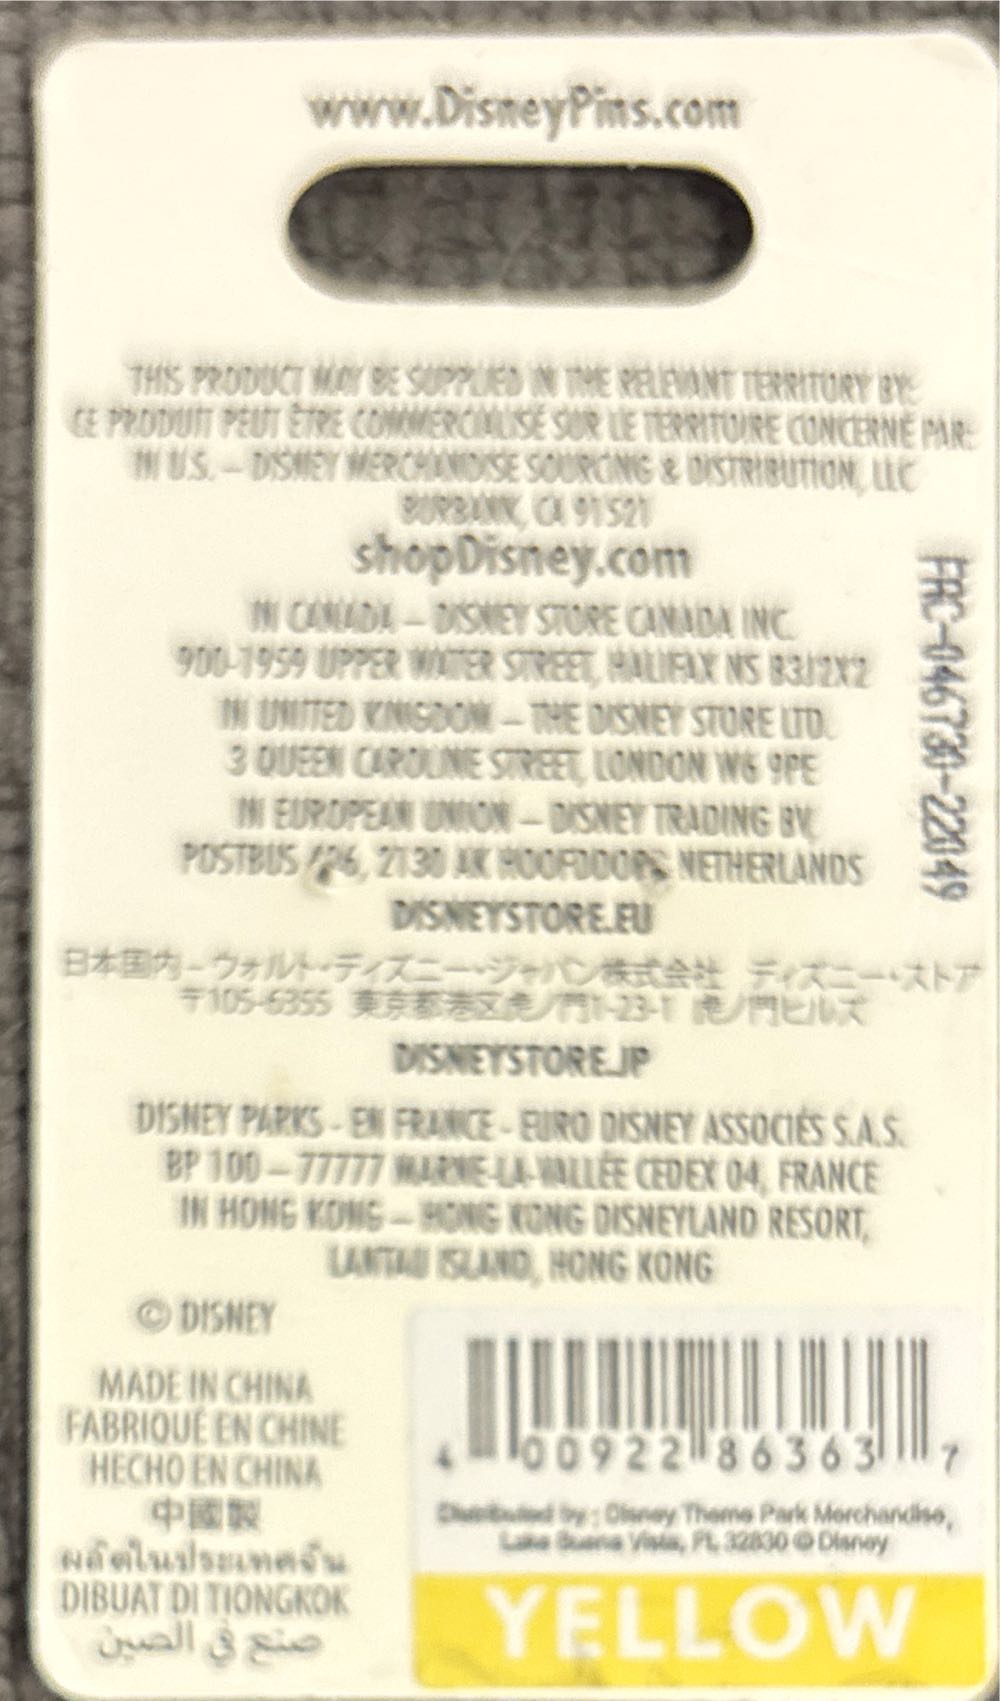 www.DisneyPins.com
THIS PRODUCT MAY BE SUPPLIED IN THE RELEVANT TERRITORY BY:
CE PRODUIT PEUT ÊTRE COMMERCIALISÉ SUR LE TERRITOIRE CONCERNÉ PAR:
IN U.S. – DISNEY MERCHANDISE SOURCING & DISTRIBUTION, LLC
BURBANK, CA 91521
shopDisney.com
IN CANADA – DISNEY STORE CANADA INC.
900-1959 UPPER WATER STREET, HALIFAX NS B3J2X2
IN UNITED KINGDOM – THE DISNEY STORE LTD.
3 QUEEN CAROLINE STREET, LONDON W6 9PE
IN EUROPEAN UNION – DISNEY TRADING BV,
POSTBUS 2130 AK HOOFDDORP, NETHERLANDS
DISNEYSTORE.EU
日本国内–ウォルト・ディズニー・ジャパン株式会社 ディズニー・ストア
〒105-6355 東京都港区虎ノ門1-23-1 虎ノ門ヒルズ
DISNEYSTORE.JP
DISNEY PARKS - EN FRANCE - EURO DISNEY ASSOCIÉS S.A.S.
BP 100 – 77777 MARNE-LA-VALLÉE CEDEX 04, FRANCE
IN HONG KONG – HONG KONG DISNEYLAND RESORT,
LANTAU ISLAND, HONG KONG
FAC-046730-22049
© DISNEY
MADE IN CHINA
FABRIQUÉ EN CHINE
HECHO EN CHINA
中國製
ผลิตในประเทศจีน
DIBUAT DI TIONGKOK
صنع في الصين
4 00922 86363 7
Distributed by : Disney Theme Park Merchandise,
Lake Buena Vista, FL 32830 © Disney
YELLOW